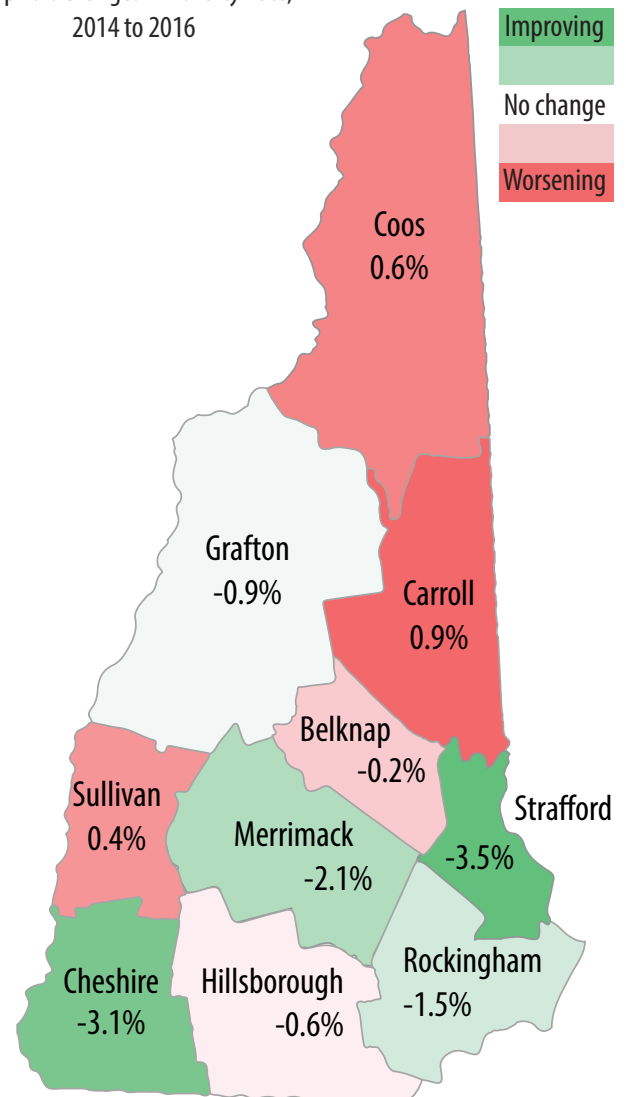 2014 to 2016
Improving
No change
Worsening
Coos
0.6%
Grafton
-0.9%
Carroll
0.9%
Belknap
-0.2%
Sullivan
0.4%
Merrimack
-2.1%
Strafford
-3.5%
Cheshire
-3.1%
Hillsborough
-0.6%
Rockingham
-1.5%